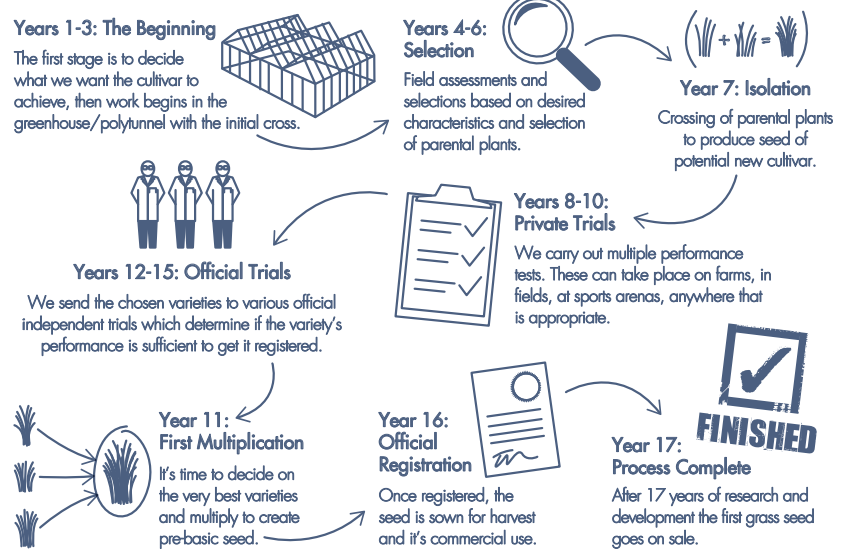 Years 1-3: The Beginning
The first stage is to decide
what we want the cultivar to
achieve, then work begins in the
greenhouse/polytunnel with the initial cross.
Years 4-6:
Selection
Field assessments and
selections based on desired
characteristics and selection
of parental plants.
( + = )
Year 7: Isolation
Crossing of parental plants
to produce seed of
potential new cultivar.
Years 8-10:
Private Trials
We carry out multiple performance
tests. These can take place on farms, in
fields, at sports arenas, anywhere that
is appropriate.
Years 12-15: Official Trials
We send the chosen varieties to various official
independent trials which determine if the variety's
performance is sufficient to get it registered.
Year 11:
First Multiplication
It's time to decide on
the very best varieties
and multiply to create
pre-basic seed.
Year 16:
Official
Registration
Once registered, the
seed is sown for harvest
and it's commercial use.
FINISHED
Year 17:
Process Complete
After 17 years of research and
development the first grass seed
goes on sale.